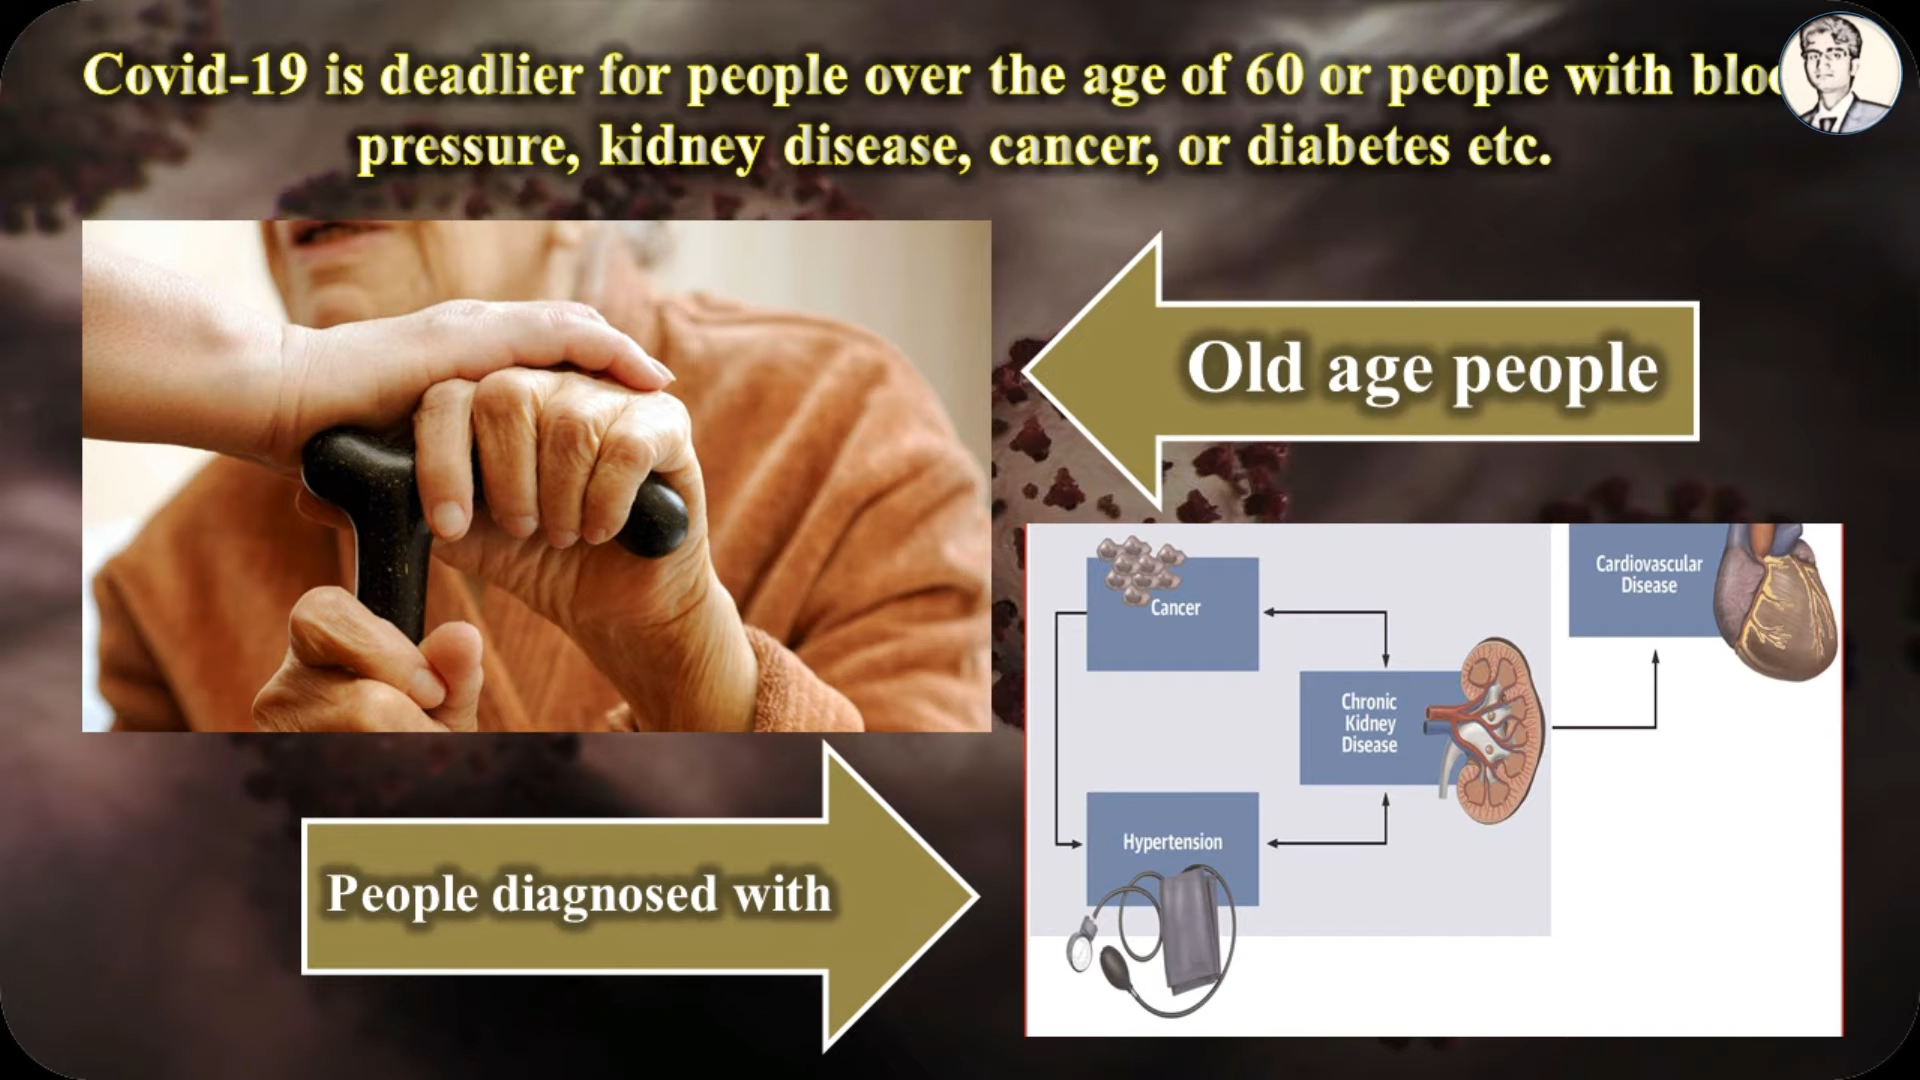 Covid-19 is deadlier for people over the age of 60 or people with
pressure, kidney disease, cancer, or diabetes etc.
Old age people
Cardiovascular
Disease
Cancer
Chronic
Kidney
Disease
Hypertension
People diagnosed with